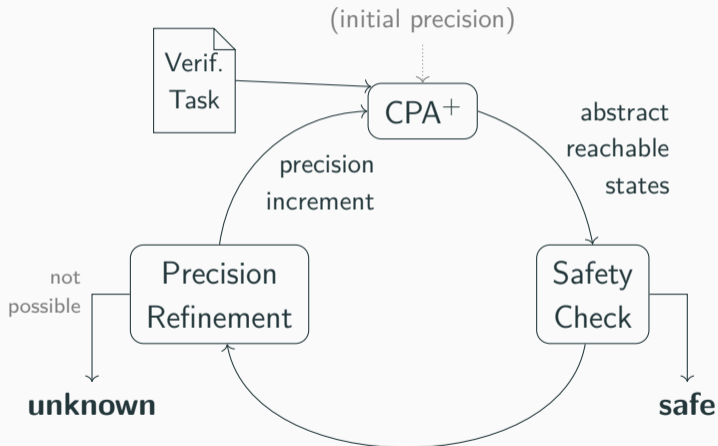 (initial precision)
Verif.
Task
CPA⁺
abstract
reachable
states
precision
increment
Precision
Refinement
Safety
Check
not
possible
unknown
safe